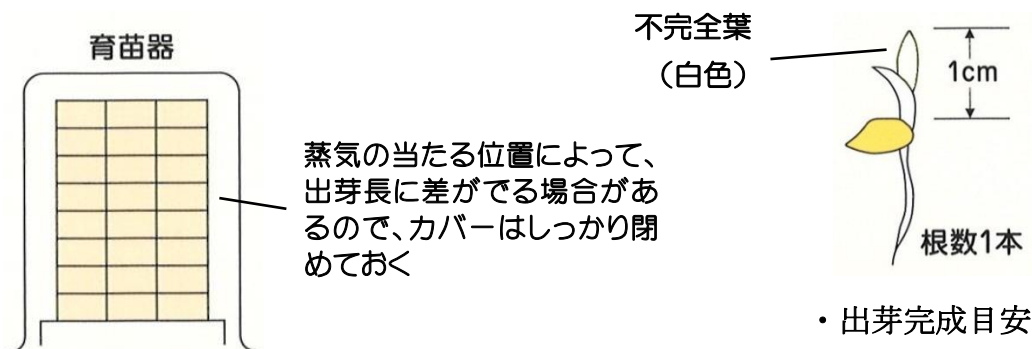 育苗器
蒸気の当たる位置によって、
出芽長に差がでる場合があ
るので、カバーはしっかり閉
めておく
不完全葉
（白色）
1cm
根数1本
・出芽完成目安